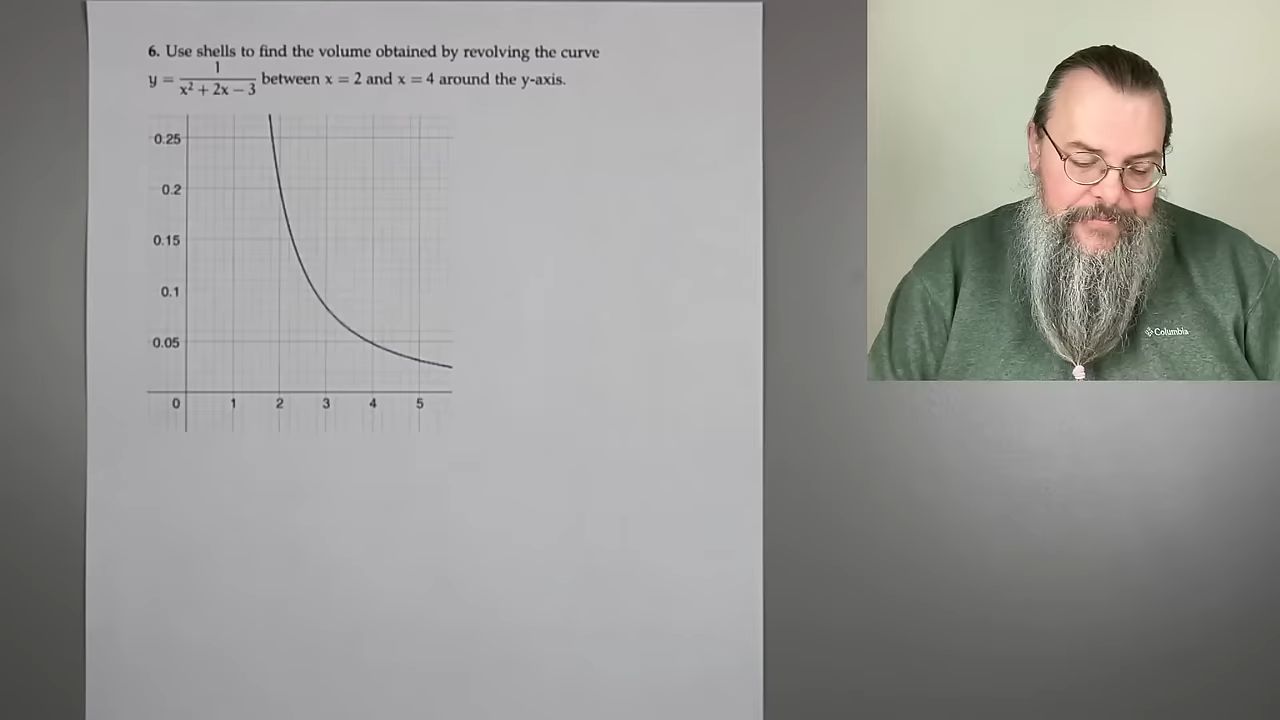 6. Use shells to find the volume obtained by revolving the curve
y = 1/(x² + 2x − 3) between x = 2 and x = 4 around the y-axis.
0.25
0.2
0.15
0.1
0.05
0 1 2 3 4 5
Columbia